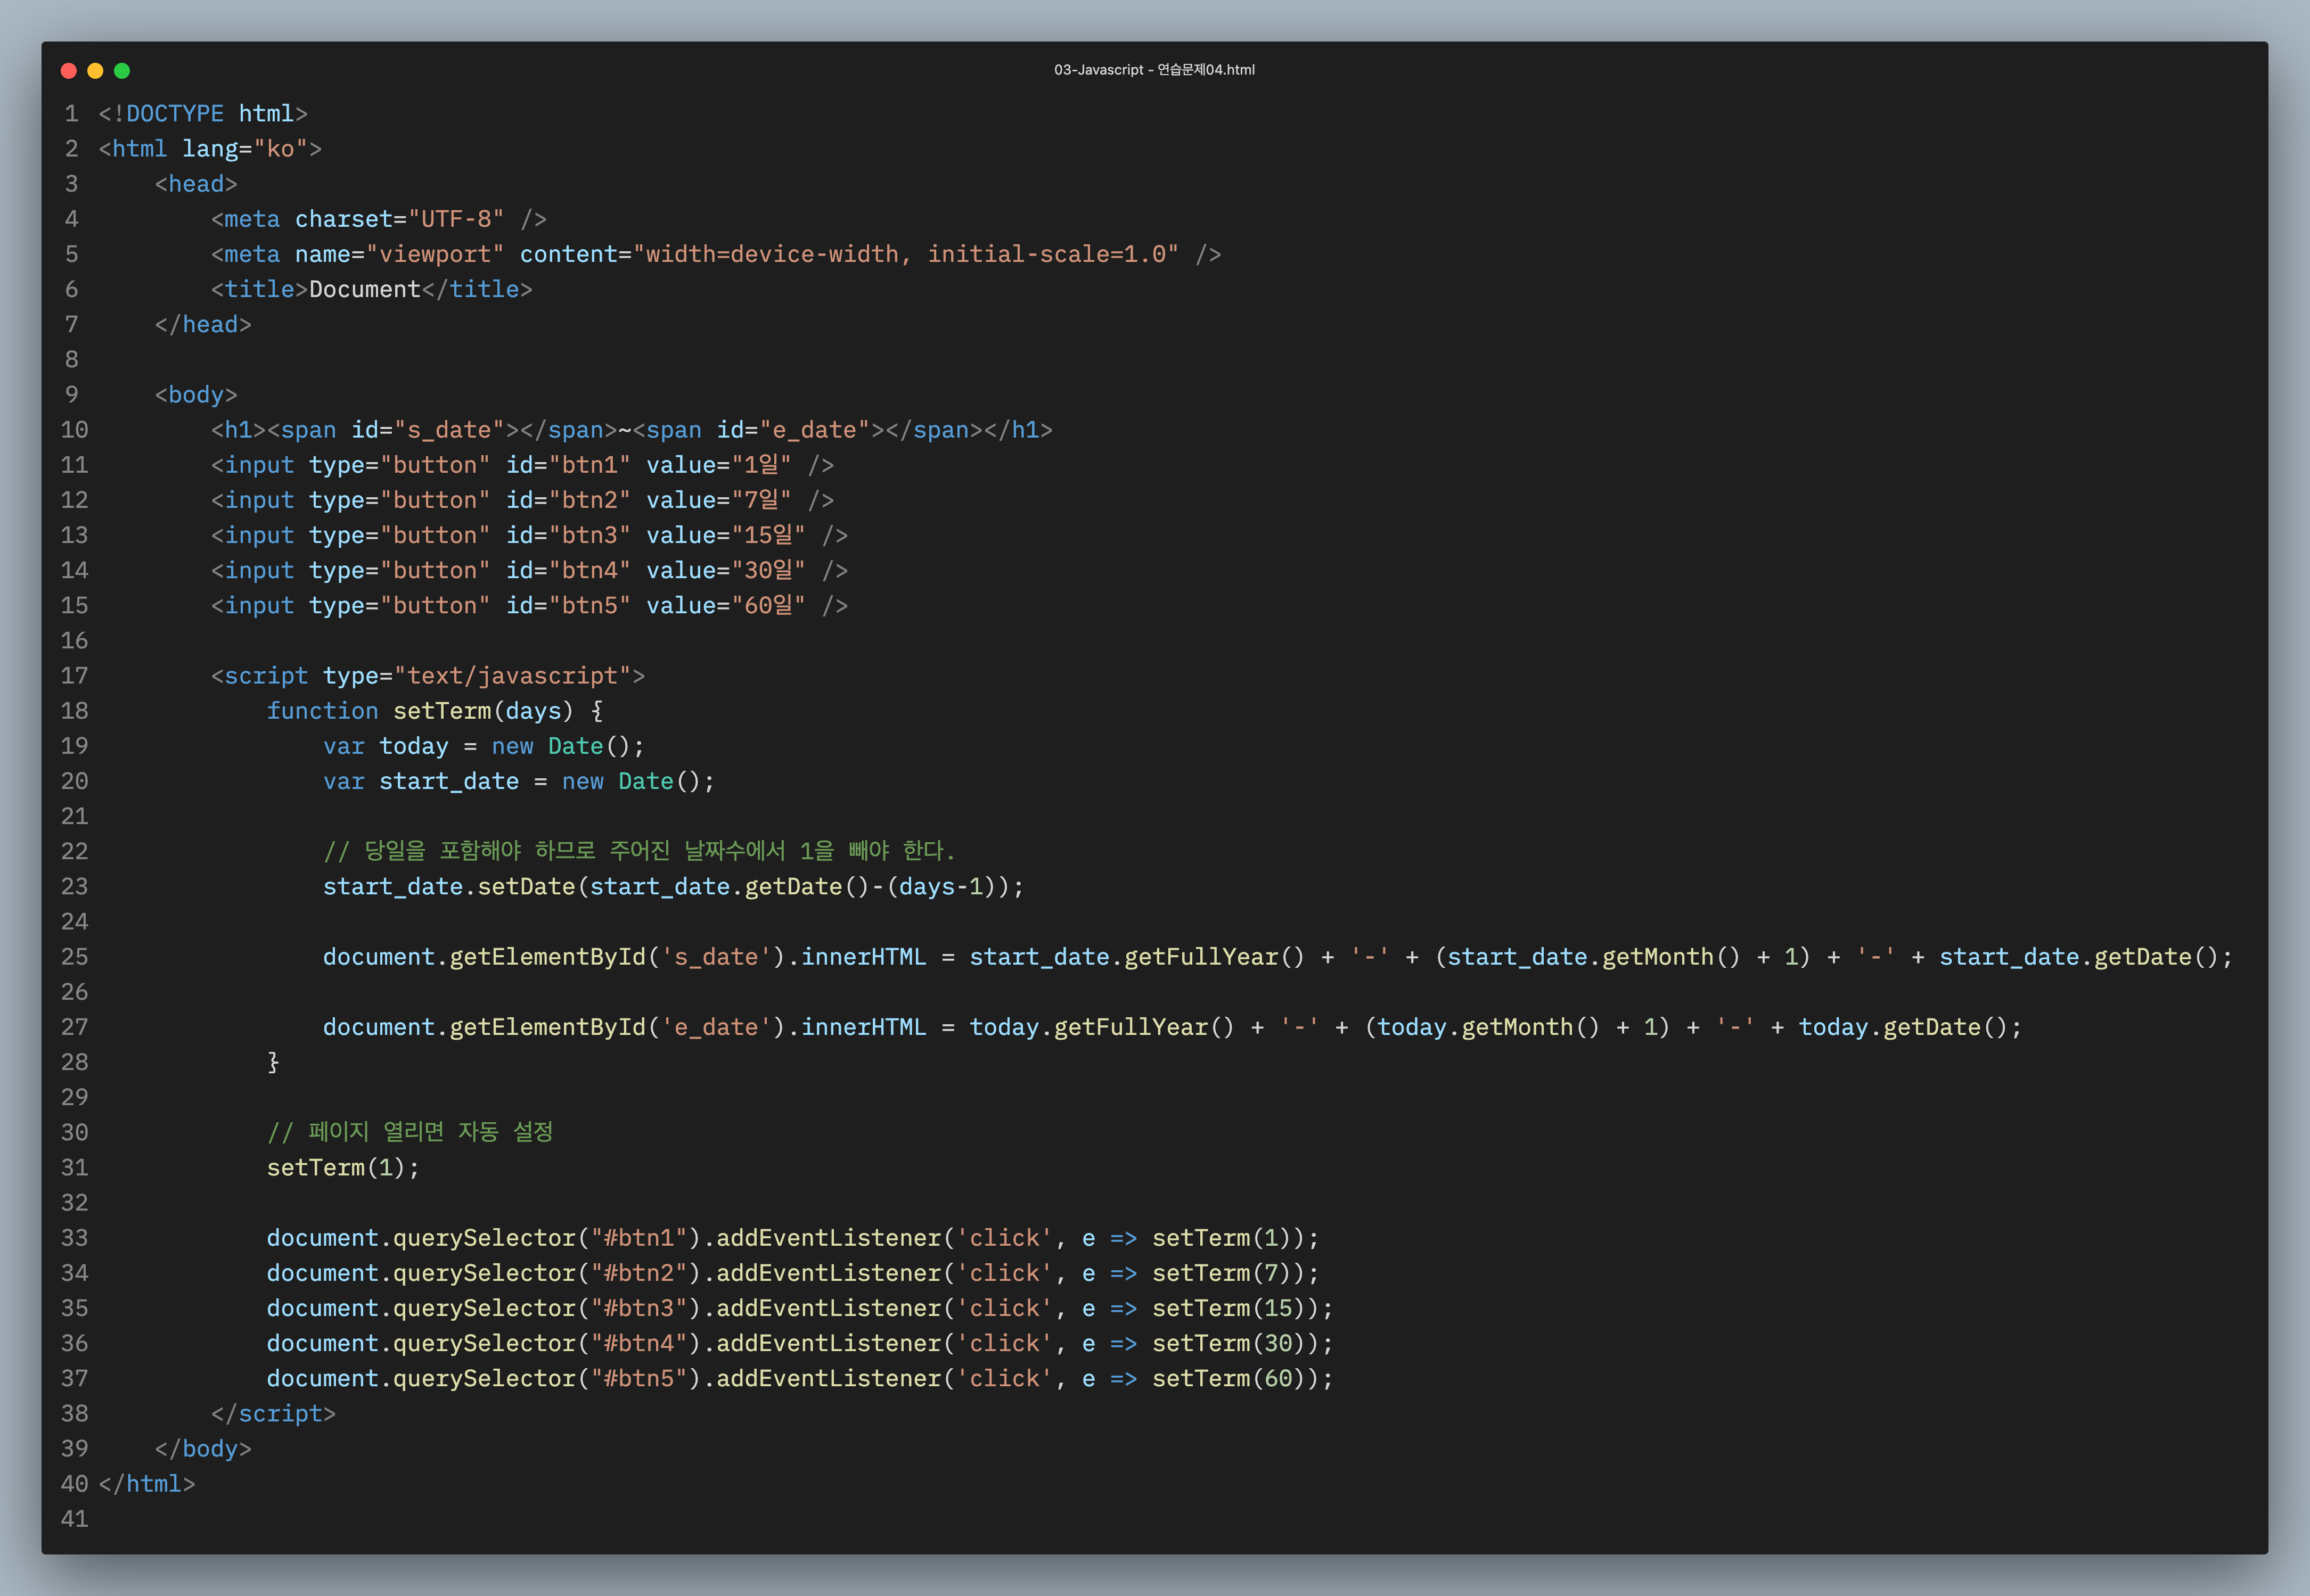 03-Javascript - 연습문제04.html
1 <!DOCTYPE html>
2 <html lang="ko">
3     <head>
4         <meta charset="UTF-8" />
5         <meta name="viewport" content="width=device-width, initial-scale=1.0" />
6         <title>Document</title>
7     </head>
8
9     <body>
10         <h1><span id="s_date"></span>~<span id="e_date"></span></h1>
11         <input type="button" id="btn1" value="1일" />
12         <input type="button" id="btn2" value="7일" />
13         <input type="button" id="btn3" value="15일" />
14         <input type="button" id="btn4" value="30일" />
15         <input type="button" id="btn5" value="60일" />
16
17         <script type="text/javascript">
18             function setTerm(days) {
19                 var today = new Date();
20                 var start_date = new Date();
21
22                 // 당일을 포함해야 하므로 주어진 날짜수에서 1을 빼야 한다.
23                 start_date.setDate(start_date.getDate()-(days-1));
24
25                 document.getElementById('s_date').innerHTML = start_date.getFullYear() + '-' + (start_date.getMonth() + 1) + '-' + start_date.getDate();
26
27                 document.getElementById('e_date').innerHTML = today.getFullYear() + '-' + (today.getMonth() + 1) + '-' + today.getDate();
28             }
29
30             // 페이지 열리면 자동 설정
31             setTerm(1);
32
33             document.querySelector("#btn1").addEventListener('click', e => setTerm(1));
34             document.querySelector("#btn2").addEventListener('click', e => setTerm(7));
35             document.querySelector("#btn3").addEventListener('click', e => setTerm(15));
36             document.querySelector("#btn4").addEventListener('click', e => setTerm(30));
37             document.querySelector("#btn5").addEventListener('click', e => setTerm(60));
38         </script>
39     </body>
40 </html>
41